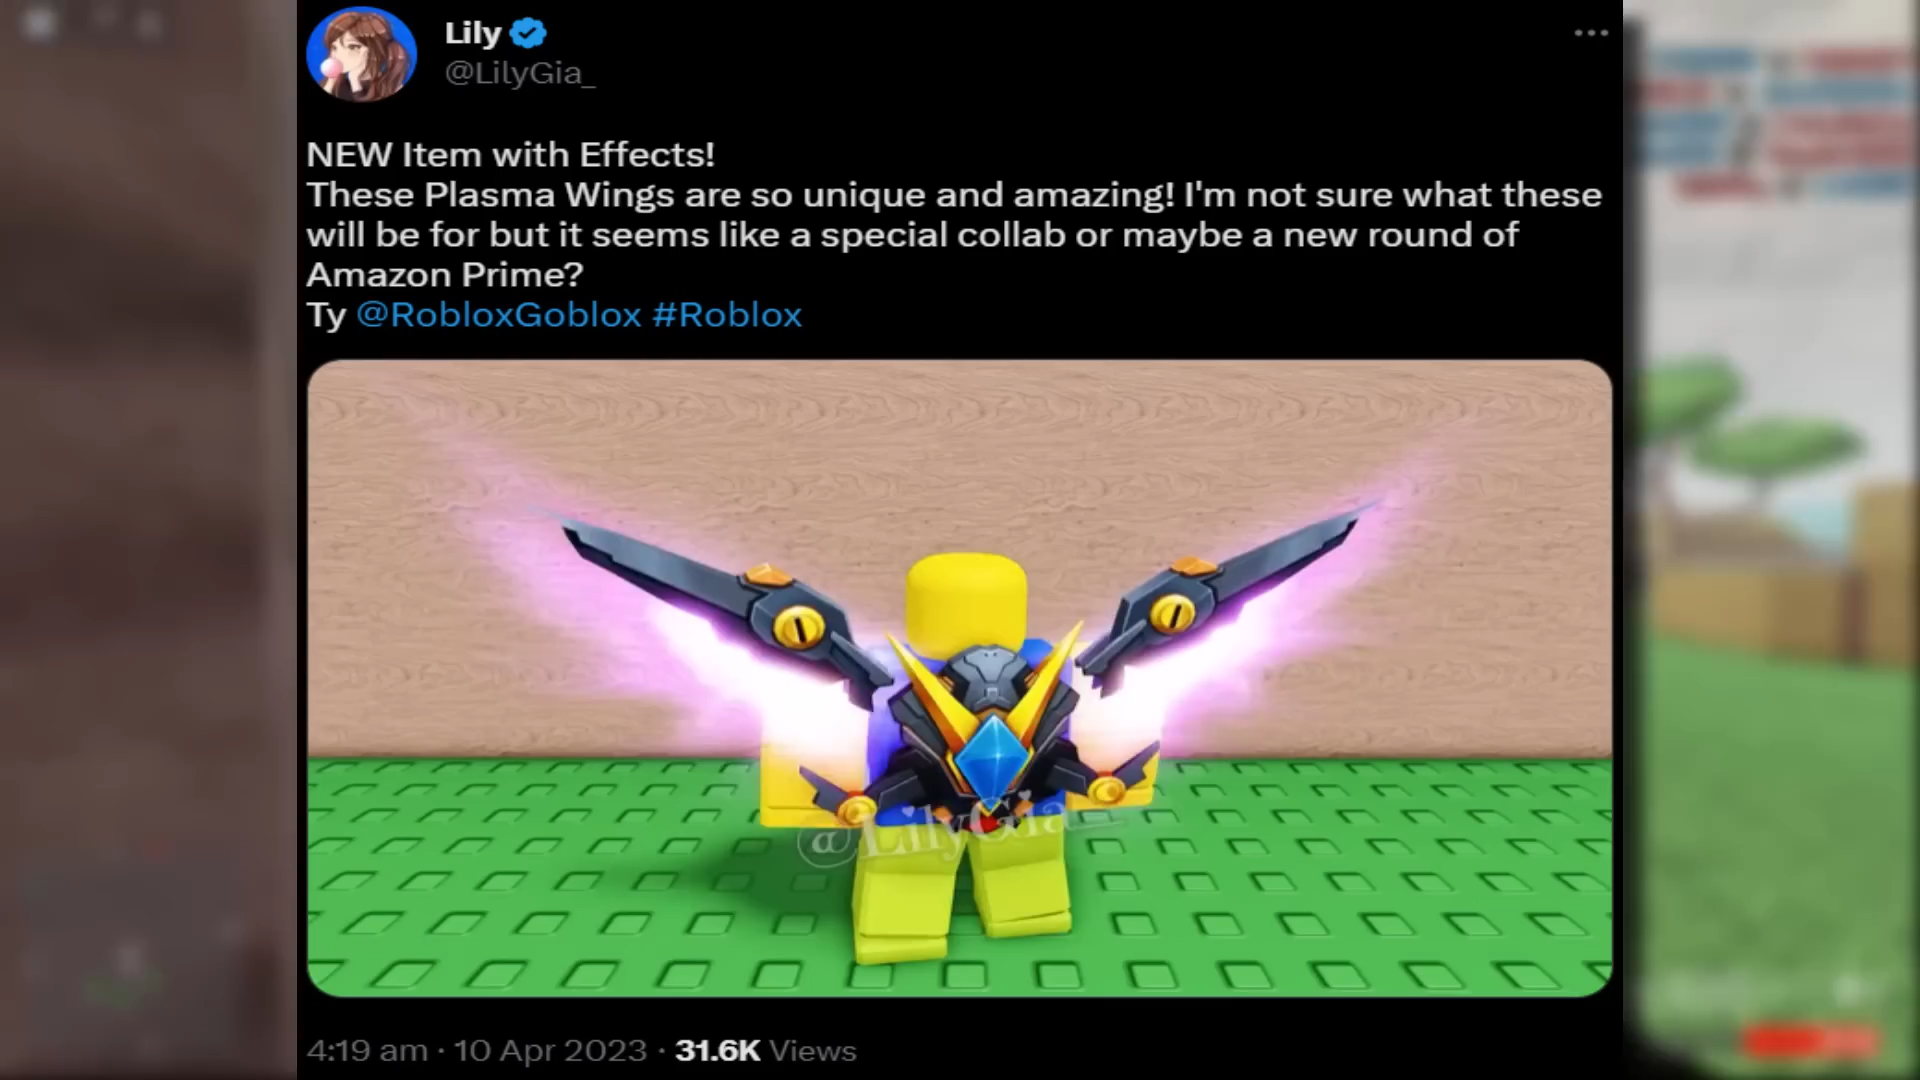 Lily
@LilyGia_
NEW Item with Effects!
These Plasma Wings are so unique and amazing! I'm not sure what these
will be for but it seems like a special collab or maybe a new round of
Amazon Prime?
Ty @RobloxGoblox #Roblox
@LilyGia_
4:19 am · 10 Apr 2023 · 31.6K Views